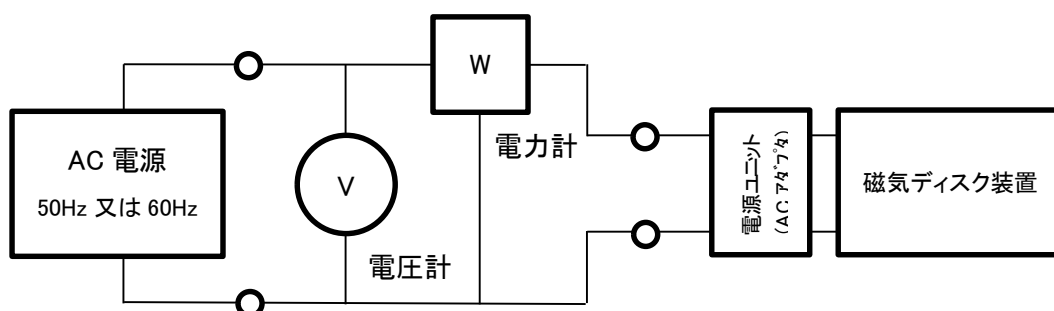 AC 電源
50Hz 又は 60Hz
V
電圧計
W
電力計
電源ユニット
(AC アダプタ)
磁気ディスク装置